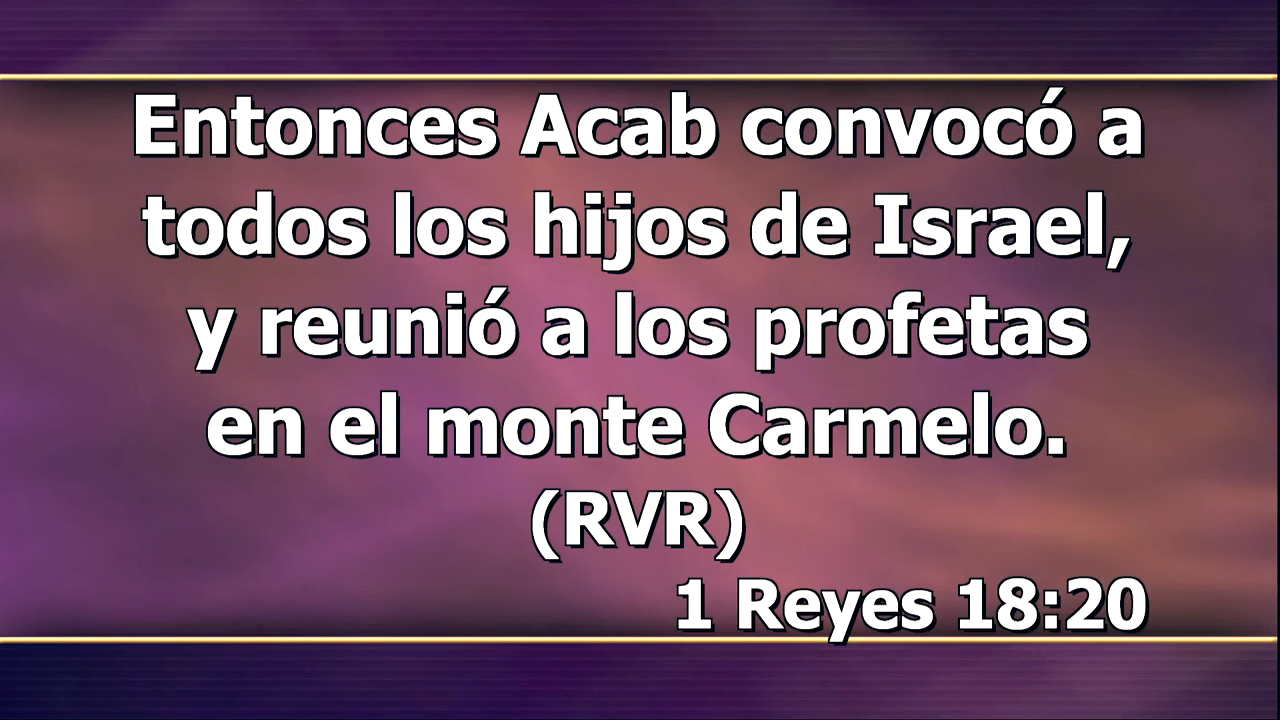 Entonces Acab convocó a
todos los hijos de Israel,
y reunió a los profetas
en el monte Carmelo.
(RVR)
1 Reyes 18:20